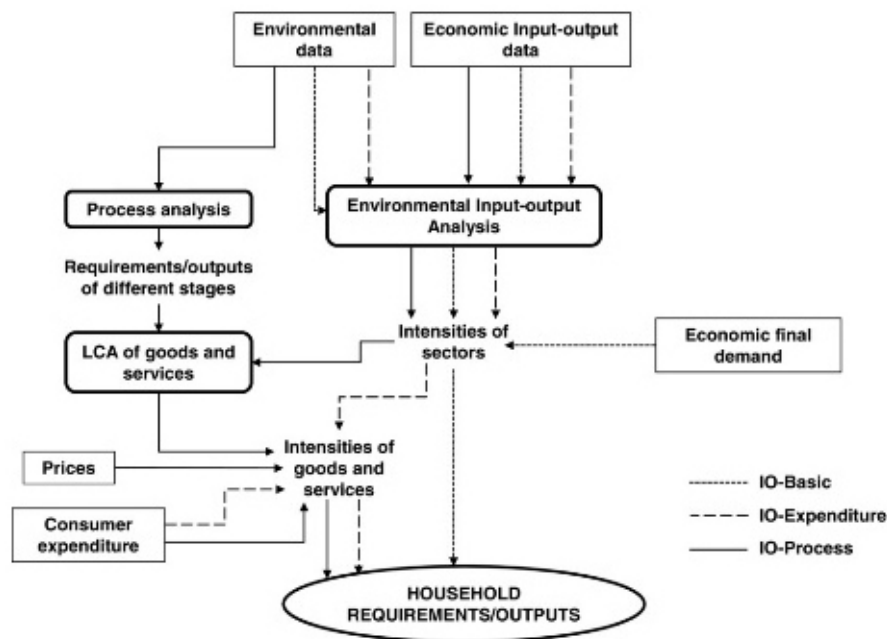 Environmental
data
Economic Input-output
data
Process analysis
Environmental Input-output
Analysis
Requirements/outputs
of different stages
LCA of goods and
services
Intensities of
sectors
Economic final
demand
Prices
Intensities of
goods and
services
Consumer
expenditure
IO-Basic
IO-Expenditure
IO-Process
HOUSEHOLD
REQUIREMENTS/OUTPUTS